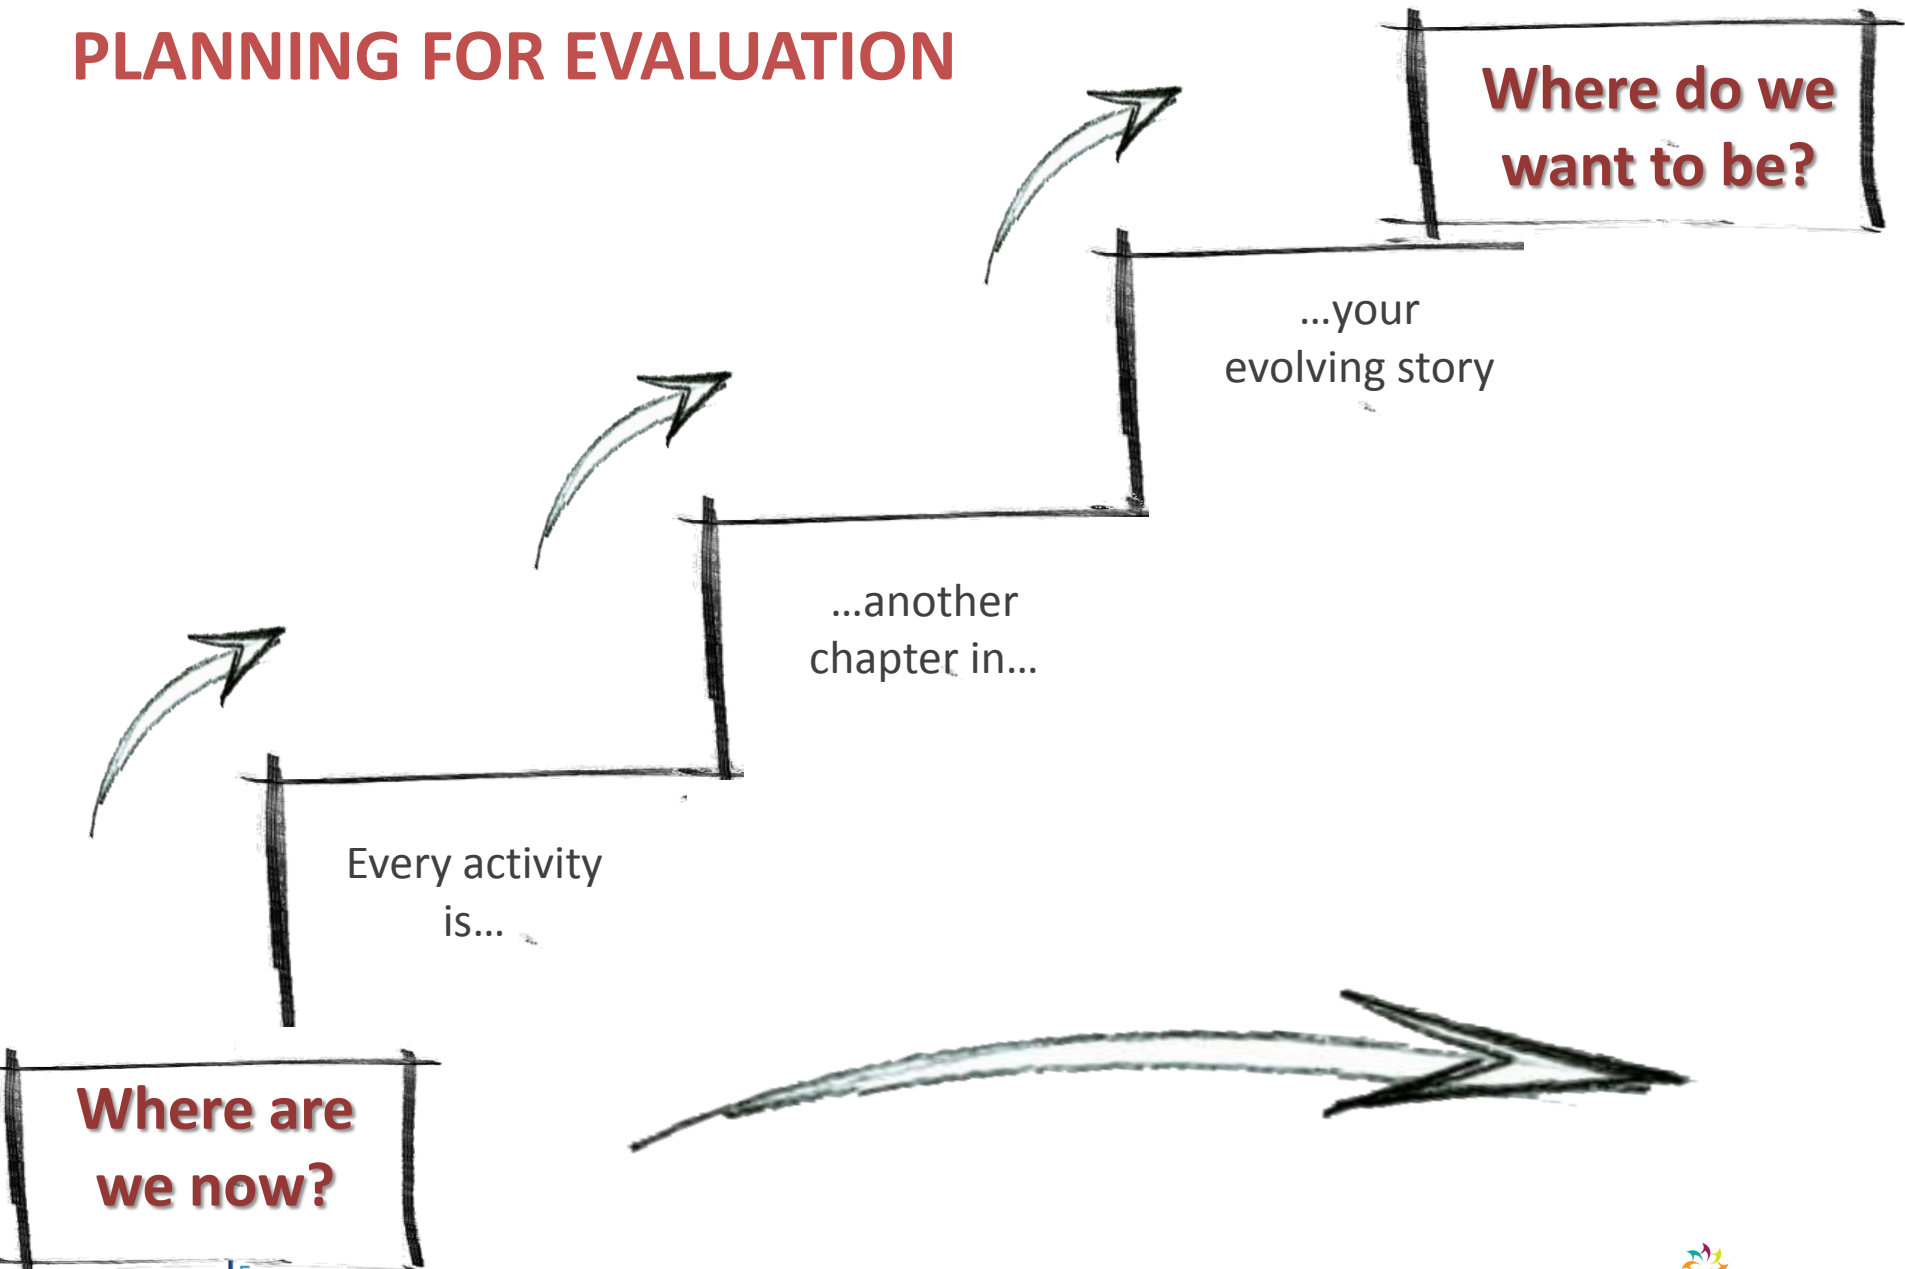 PLANNING FOR EVALUATION
Where do we
want to be?
…your
evolving story
…another
chapter in…
Every activity
is…
Where are
we now?